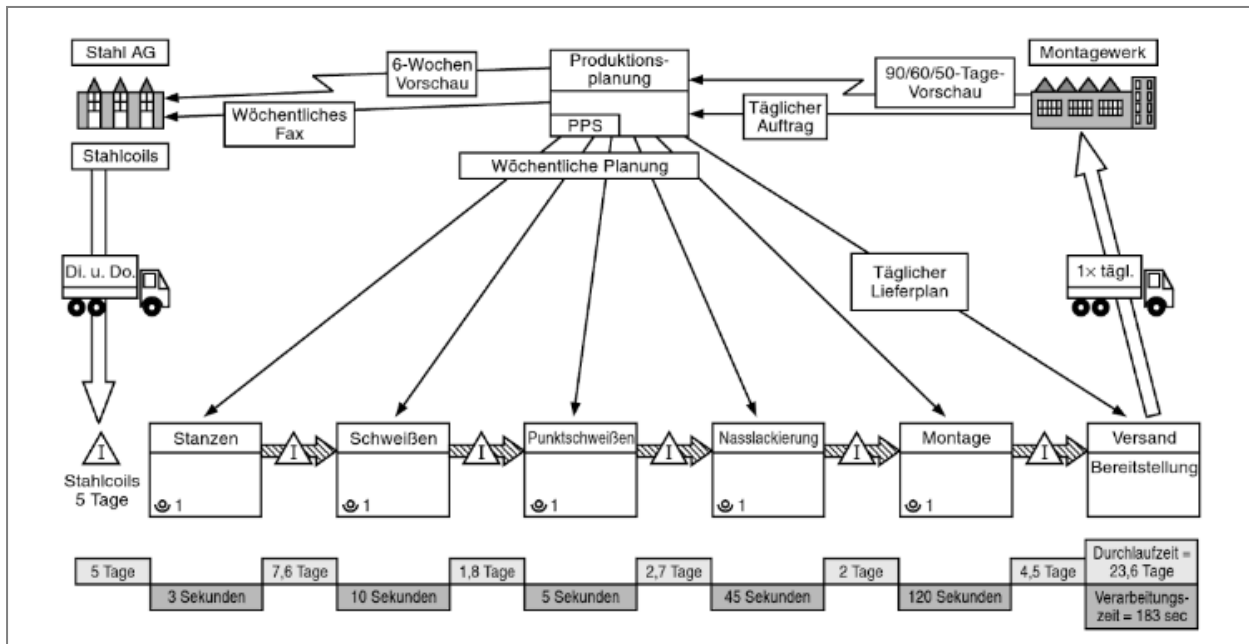 Stahl AG
6-Wochen
Vorschau
Produktions-
planung
90/60/50-Tage-
Vorschau
Montagewerk
Wöchentliches
Fax
PPS
Täglicher
Auftrag
Stahlcoils
Wöchentliche Planung
Di. u. Do.
Täglicher
Lieferplan
1× tägl.
I
Stahlcoils
5 Tage
Stanzen
1
I
Schweißen
1
I
Punktschweißen
1
I
Nasslackierung
1
I
Montage
1
I
Versand
Bereitstellung
5 Tage
3 Sekunden
7,6 Tage
10 Sekunden
1,8 Tage
5 Sekunden
2,7 Tage
45 Sekunden
2 Tage
120 Sekunden
4,5 Tage
Durchlaufzeit =
23,6 Tage
Verarbeitungs-
zeit = 183 sec